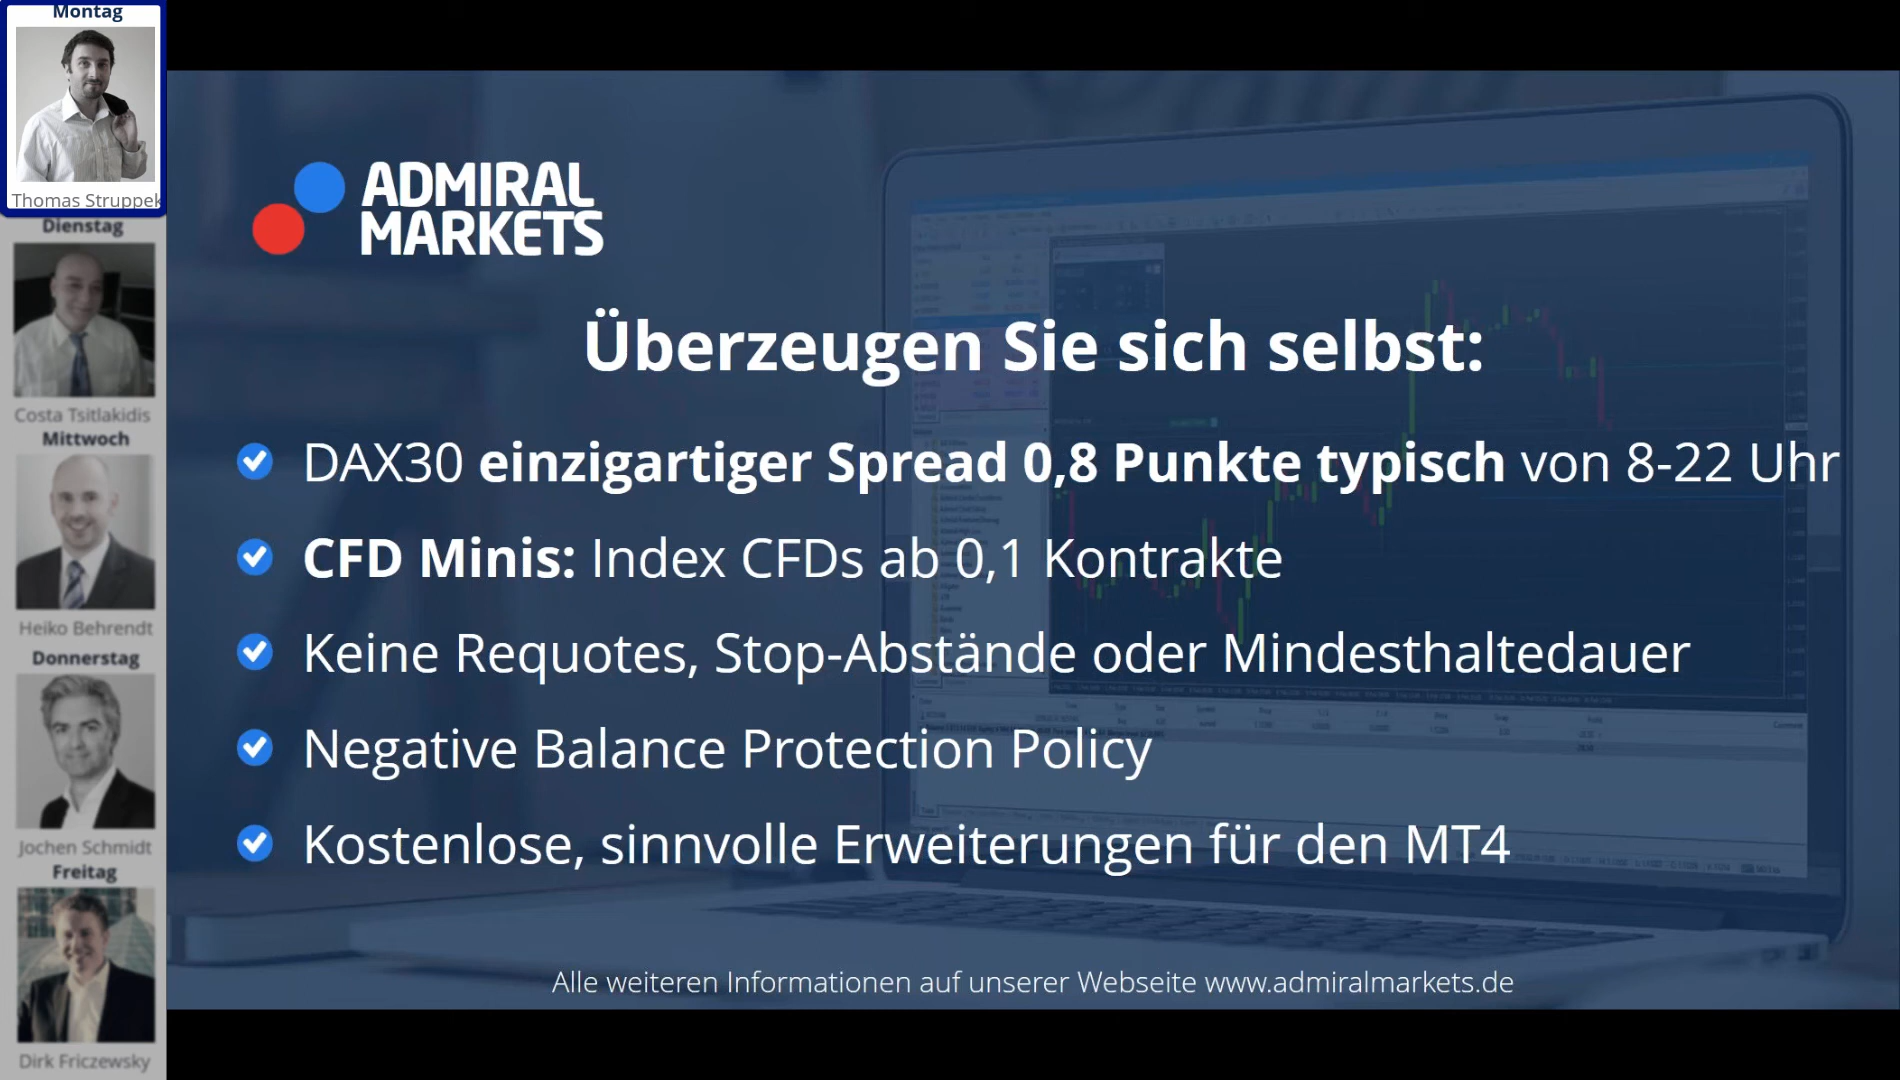 Montag
Thomas Struppek
Dienstag
Costa Tsitlakidis
Mittwoch
Heiko Behrendt
Donnerstag
Jochen Schmidt
Freitag
Dirk Friczewsky
ADMIRAL
MARKETS
Überzeugen Sie sich selbst:
DAX30 einzigartiger Spread 0,8 Punkte typisch von 8-22 Uhr
CFD Minis: Index CFDs ab 0,1 Kontrakte
Keine Requotes, Stop-Abstände oder Mindesthaltedauer
Negative Balance Protection Policy
Kostenlose, sinnvolle Erweiterungen für den MT4
Alle weiteren Informationen auf unserer Webseite www.admiralmarkets.de